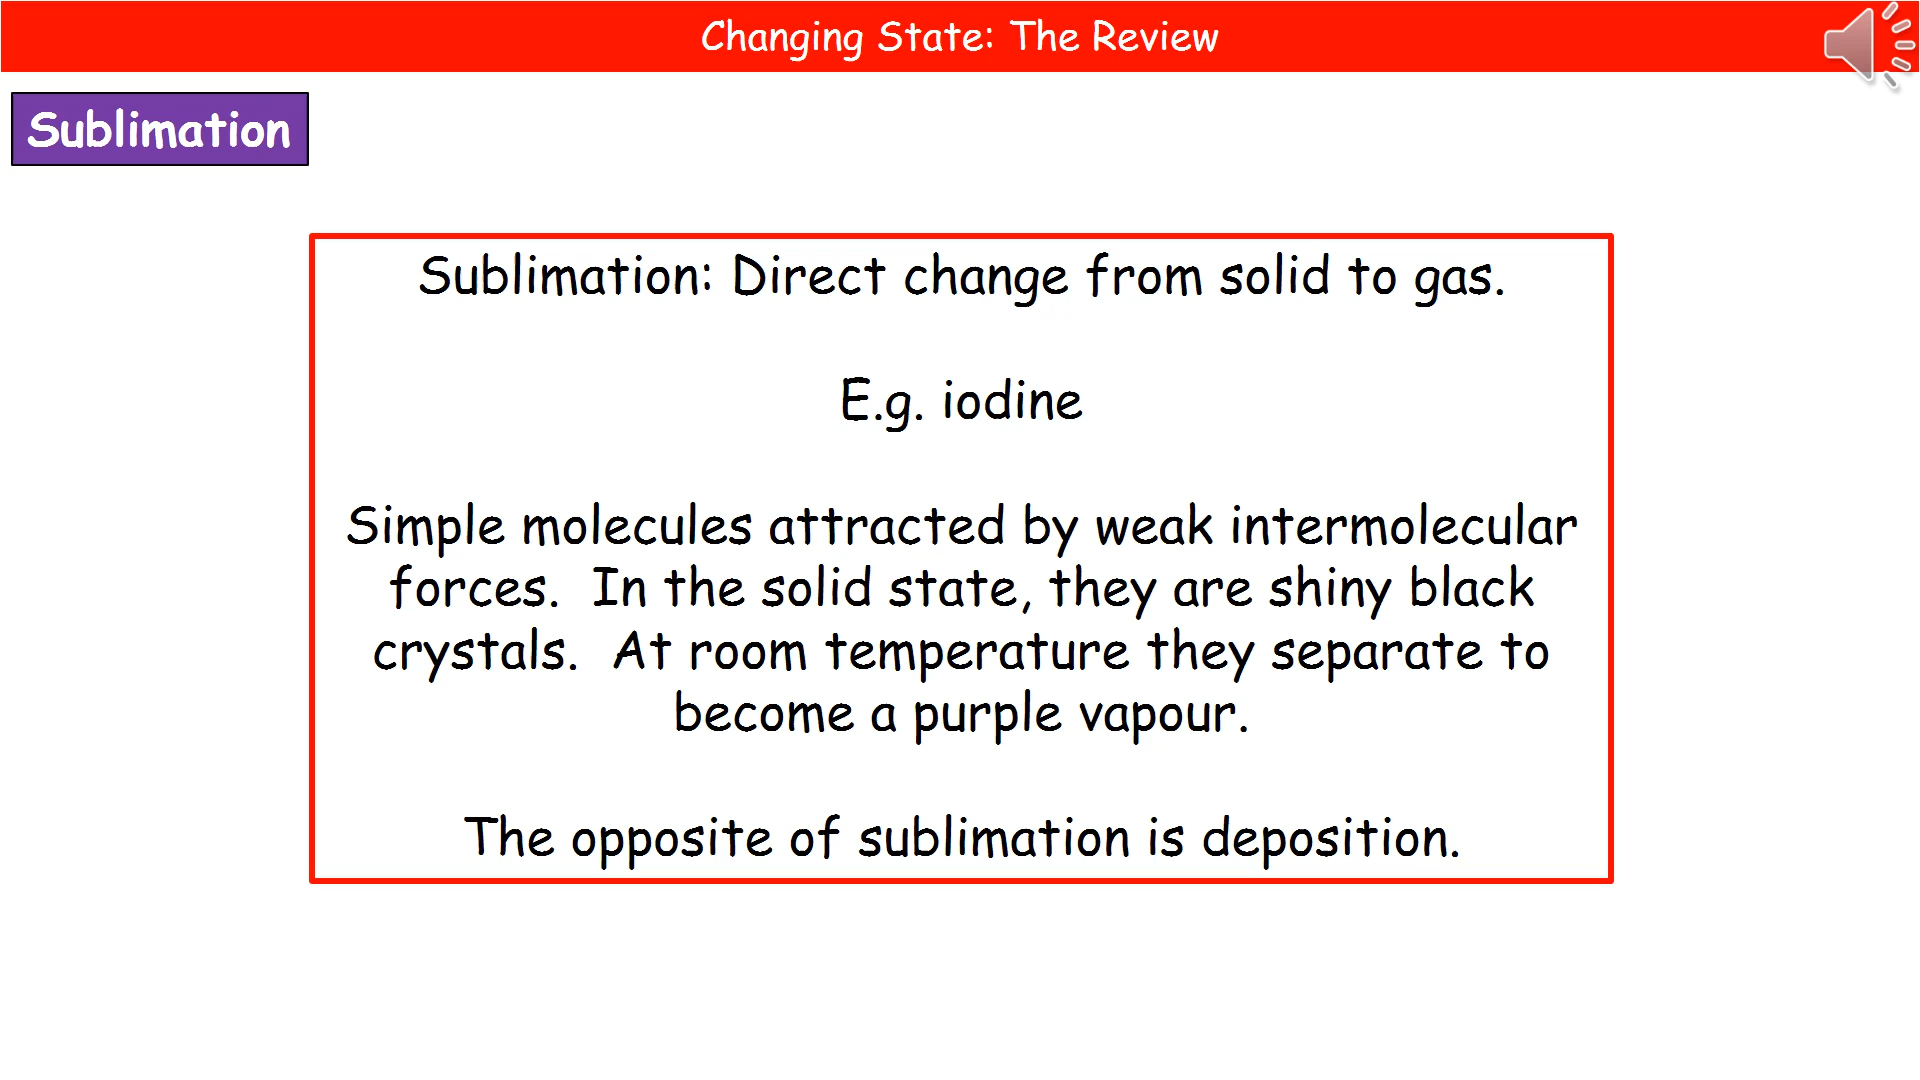 Changing State: The Review
Sublimation
Sublimation: Direct change from solid to gas.
E.g. iodine
Simple molecules attracted by weak intermolecular
forces.  In the solid state, they are shiny black
crystals.  At room temperature they separate to
become a purple vapour.
The opposite of sublimation is deposition.